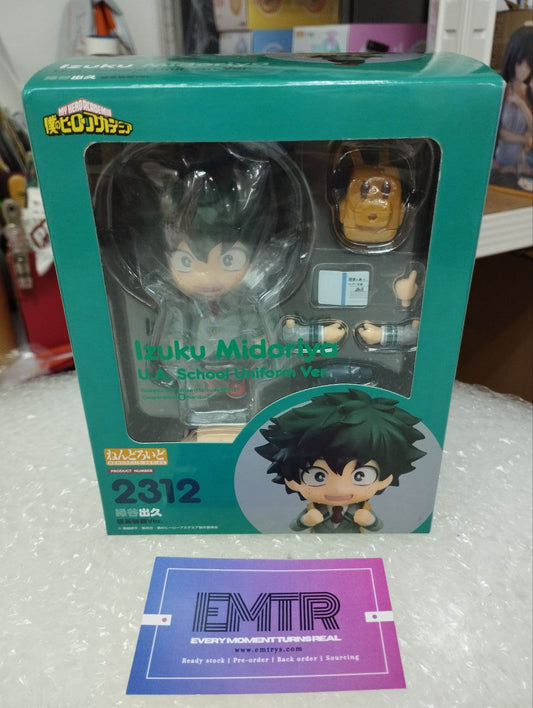 Izuku Midoriya
MY HERO ACADEMIA
僕のヒーローアカデミア
Izuku Midoriya
U.A. School Uniform Ver.
ねんどろいど
PRODUCT NUMBER
2312
緑谷出久
EMTR
EVERY MOMENT TURNS REAL
www.emtrys.com
Ready stock | Pre-order | Back order | Sourcing